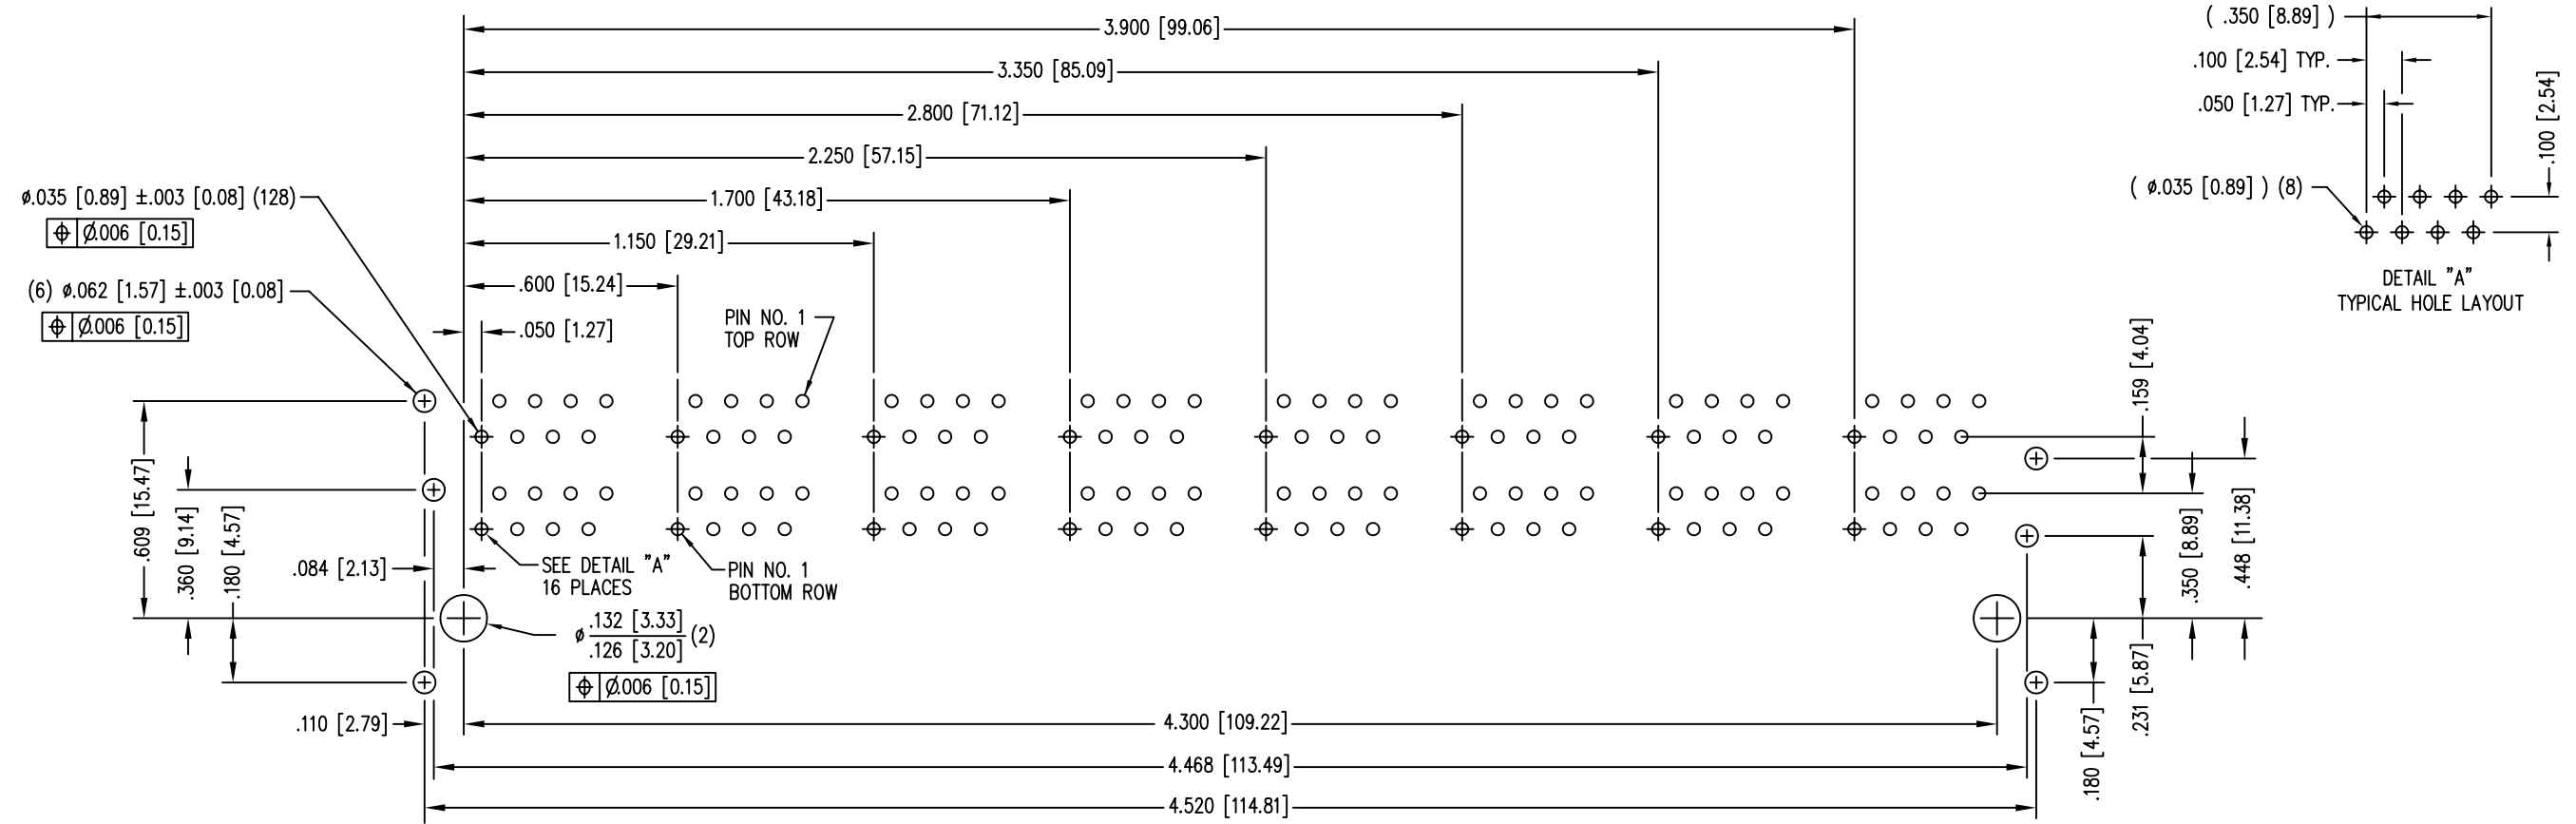 3.900 [99.06]
3.350 [85.09]
2.800 [71.12]
2.250 [57.15]
1.700 [43.18]
1.150 [29.21]
.600 [15.24]
.050 [1.27]
ø.035 [0.89] ±.003 [0.08] (128)
⌖ Ø.006 [0.15]
(6) ø.062 [1.57] ±.003 [0.08]
⌖ Ø.006 [0.15]
PIN NO. 1
TOP ROW
( .350 [8.89] )
.100 [2.54] TYP.
.050 [1.27] TYP.
.100 [2.54]
( ø.035 [0.89] ) (8)
DETAIL "A"
TYPICAL HOLE LAYOUT
.609 [15.47]
.360 [9.14]
.180 [4.57]
.084 [2.13]
SEE DETAIL "A"
16 PLACES
PIN NO. 1
BOTTOM ROW
ø .132 [3.33] (2)
.126 [3.20]
⌖ Ø.006 [0.15]
.159 [4.04]
.448 [11.38]
.350 [8.89]
.231 [5.87]
.180 [4.57]
.110 [2.79]
4.300 [109.22]
4.468 [113.49]
4.520 [114.81]